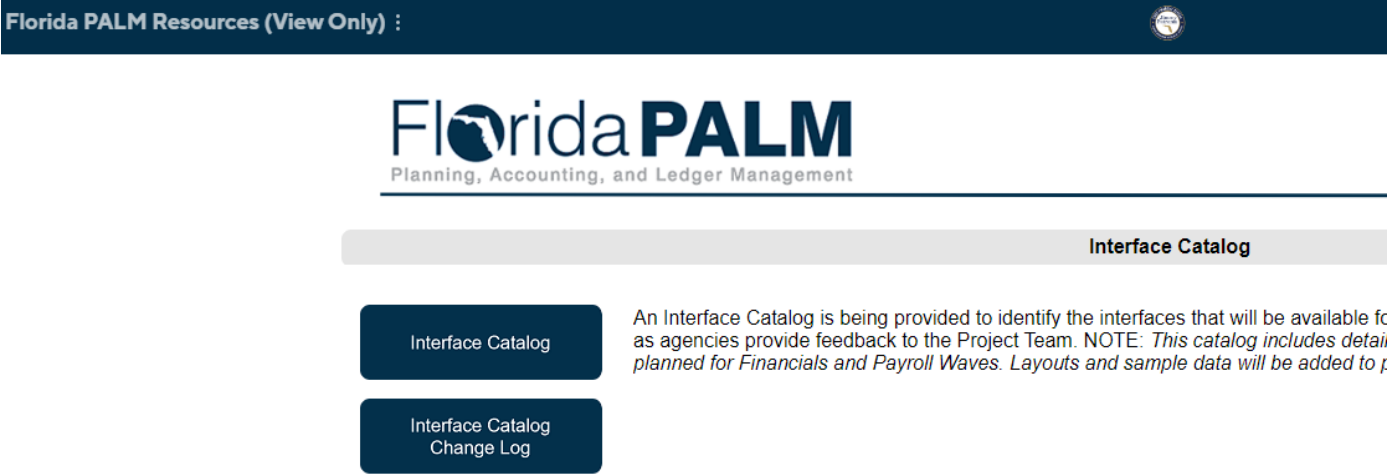 Florida PALM Resources (View Only)
Florida PALM
Planning, Accounting, and Ledger Management
Interface Catalog
Interface Catalog
An Interface Catalog is being provided to identify the interfaces that will be available
as agencies provide feedback to the Project Team. NOTE: This catalog includes
planned for Financials and Payroll Waves. Layouts and sample data will be added to
Interface Catalog
Change Log